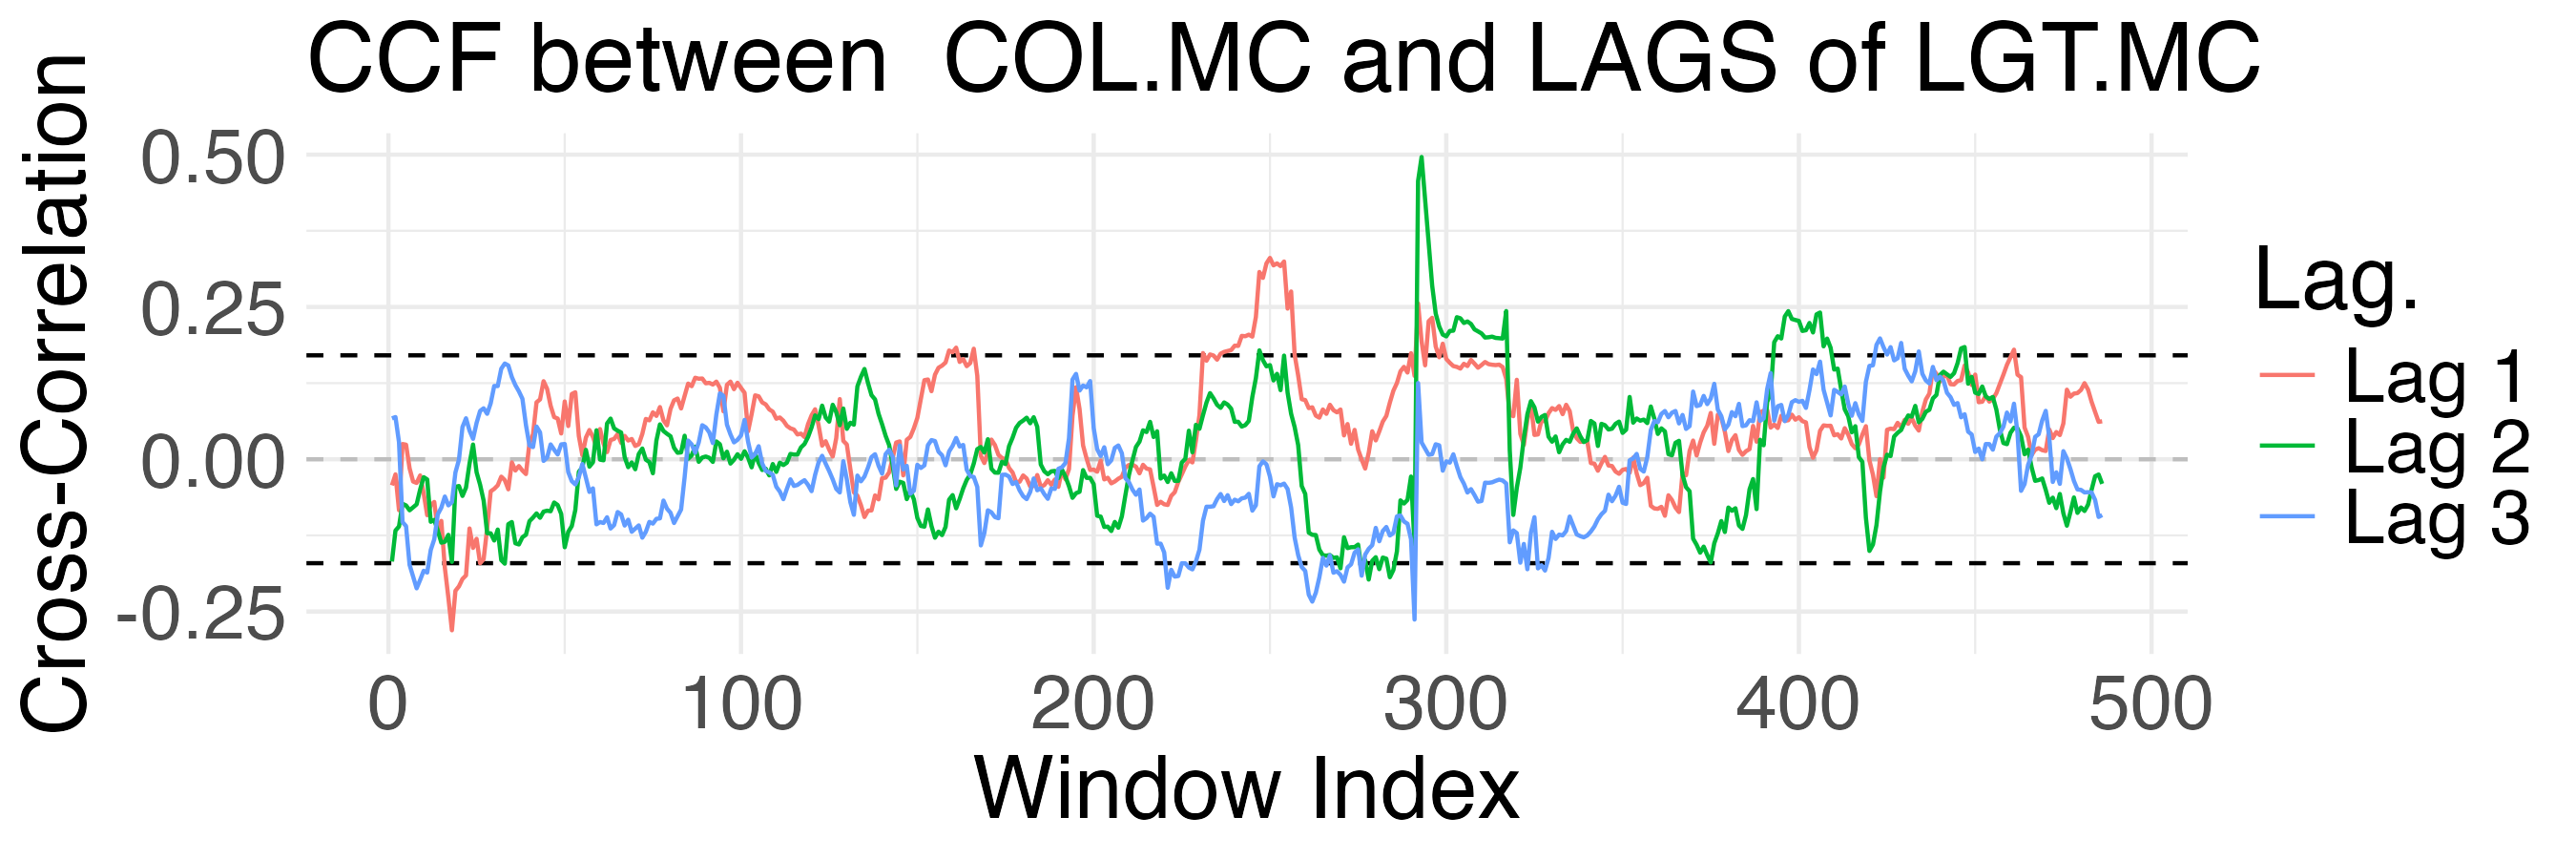 CCF between  COL.MC and LAGS of LGT.MC
Cross-Correlation
0.50
0.25
0.00
-0.25
0 100 200 300 400 500
Window Index
Lag.
Lag 1
Lag 2
Lag 3